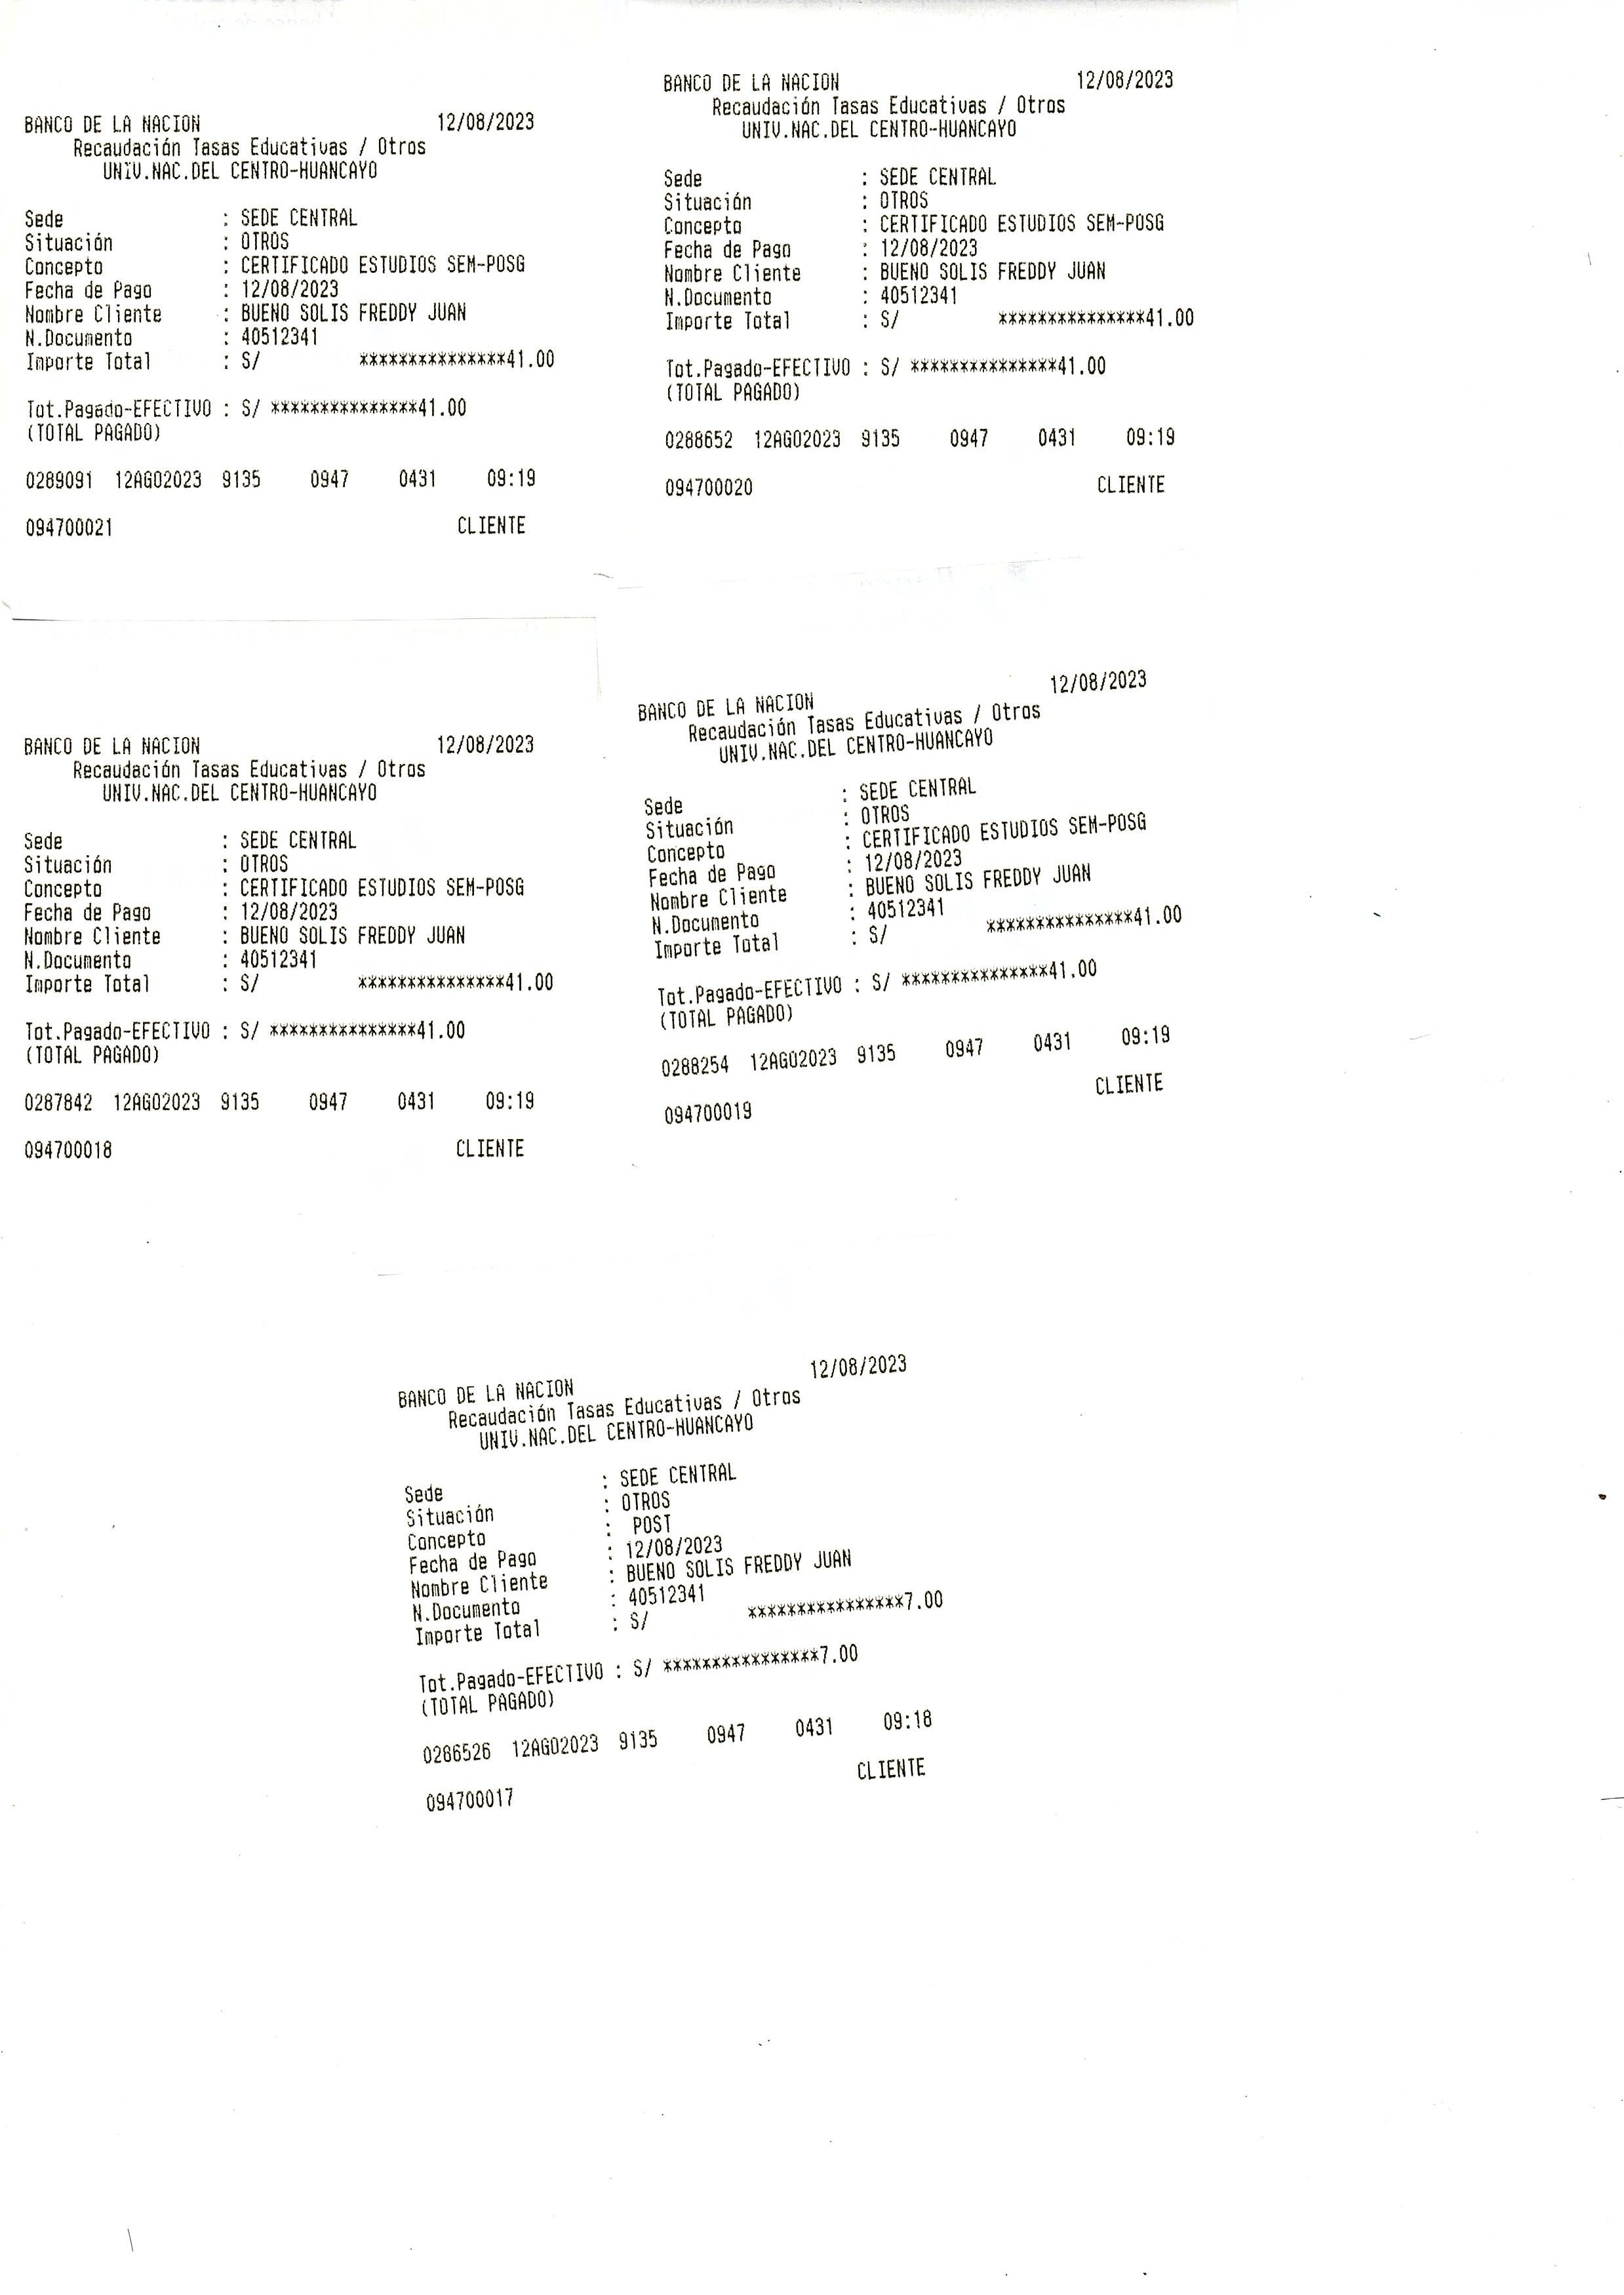 BANCO DE LA NACION 12/08/2023
Recaudación Tasas Educativas / Otros
UNIV.NAC.DEL CENTRO-HUANCAYO
Sede : SEDE CENTRAL
Situación : OTROS
Concepto : CERTIFICADO ESTUDIOS SEM-POSG
Fecha de Pago : 12/08/2023
Nombre Cliente : BUENO SOLIS FREDDY JUAN
N.Documento : 40512341
Importe Total : S/ ***************41.00
Tot.Pagado-EFECTIVO : S/ ***************41.00
(TOTAL PAGADO)
0289091 12AGO2023 9135 0947 0431 09:19
094700021 CLIENTE
BANCO DE LA NACION 12/08/2023
Recaudación Tasas Educativas / Otros
UNIV.NAC.DEL CENTRO-HUANCAYO
Sede : SEDE CENTRAL
Situación : OTROS
Concepto : CERTIFICADO ESTUDIOS SEM-POSG
Fecha de Pago : 12/08/2023
Nombre Cliente : BUENO SOLIS FREDDY JUAN
N.Documento : 40512341
Importe Total : S/ ***************41.00
Tot.Pagado-EFECTIVO : S/ ***************41.00
(TOTAL PAGADO)
0288652 12AGO2023 9135 0947 0431 09:19
094700020 CLIENTE
BANCO DE LA NACION 12/08/2023
Recaudación Tasas Educativas / Otros
UNIV.NAC.DEL CENTRO-HUANCAYO
Sede : SEDE CENTRAL
Situación : OTROS
Concepto : CERTIFICADO ESTUDIOS SEM-POSG
Fecha de Pago : 12/08/2023
Nombre Cliente : BUENO SOLIS FREDDY JUAN
N.Documento : 40512341
Importe Total : S/ ***************41.00
Tot.Pagado-EFECTIVO : S/ ***************41.00
(TOTAL PAGADO)
0287842 12AGO2023 9135 0947 0431 09:19
094700018 CLIENTE
BANCO DE LA NACION 12/08/2023
Recaudación Tasas Educativas / Otros
UNIV.NAC.DEL CENTRO-HUANCAYO
Sede : SEDE CENTRAL
Situación : OTROS
Concepto : CERTIFICADO ESTUDIOS SEM-POSG
Fecha de Pago : 12/08/2023
Nombre Cliente : BUENO SOLIS FREDDY JUAN
N.Documento : 40512341
Importe Total : S/ ***************41.00
Tot.Pagado-EFECTIVO : S/ ***************41.00
(TOTAL PAGADO)
0288254 12AGO2023 9135 0947 0431 09:19
094700019 CLIENTE
BANCO DE LA NACION 12/08/2023
Recaudación Tasas Educativas / Otros
UNIV.NAC.DEL CENTRO-HUANCAYO
Sede : SEDE CENTRAL
Situación : OTROS
Concepto : POST
Fecha de Pago : 12/08/2023
Nombre Cliente : BUENO SOLIS FREDDY JUAN
N.Documento : 40512341
Importe Total : S/ ****************7.00
Tot.Pagado-EFECTIVO : S/ ****************7.00
(TOTAL PAGADO)
0286526 12AGO2023 9135 0947 0431 09:18
094700017 CLIENTE